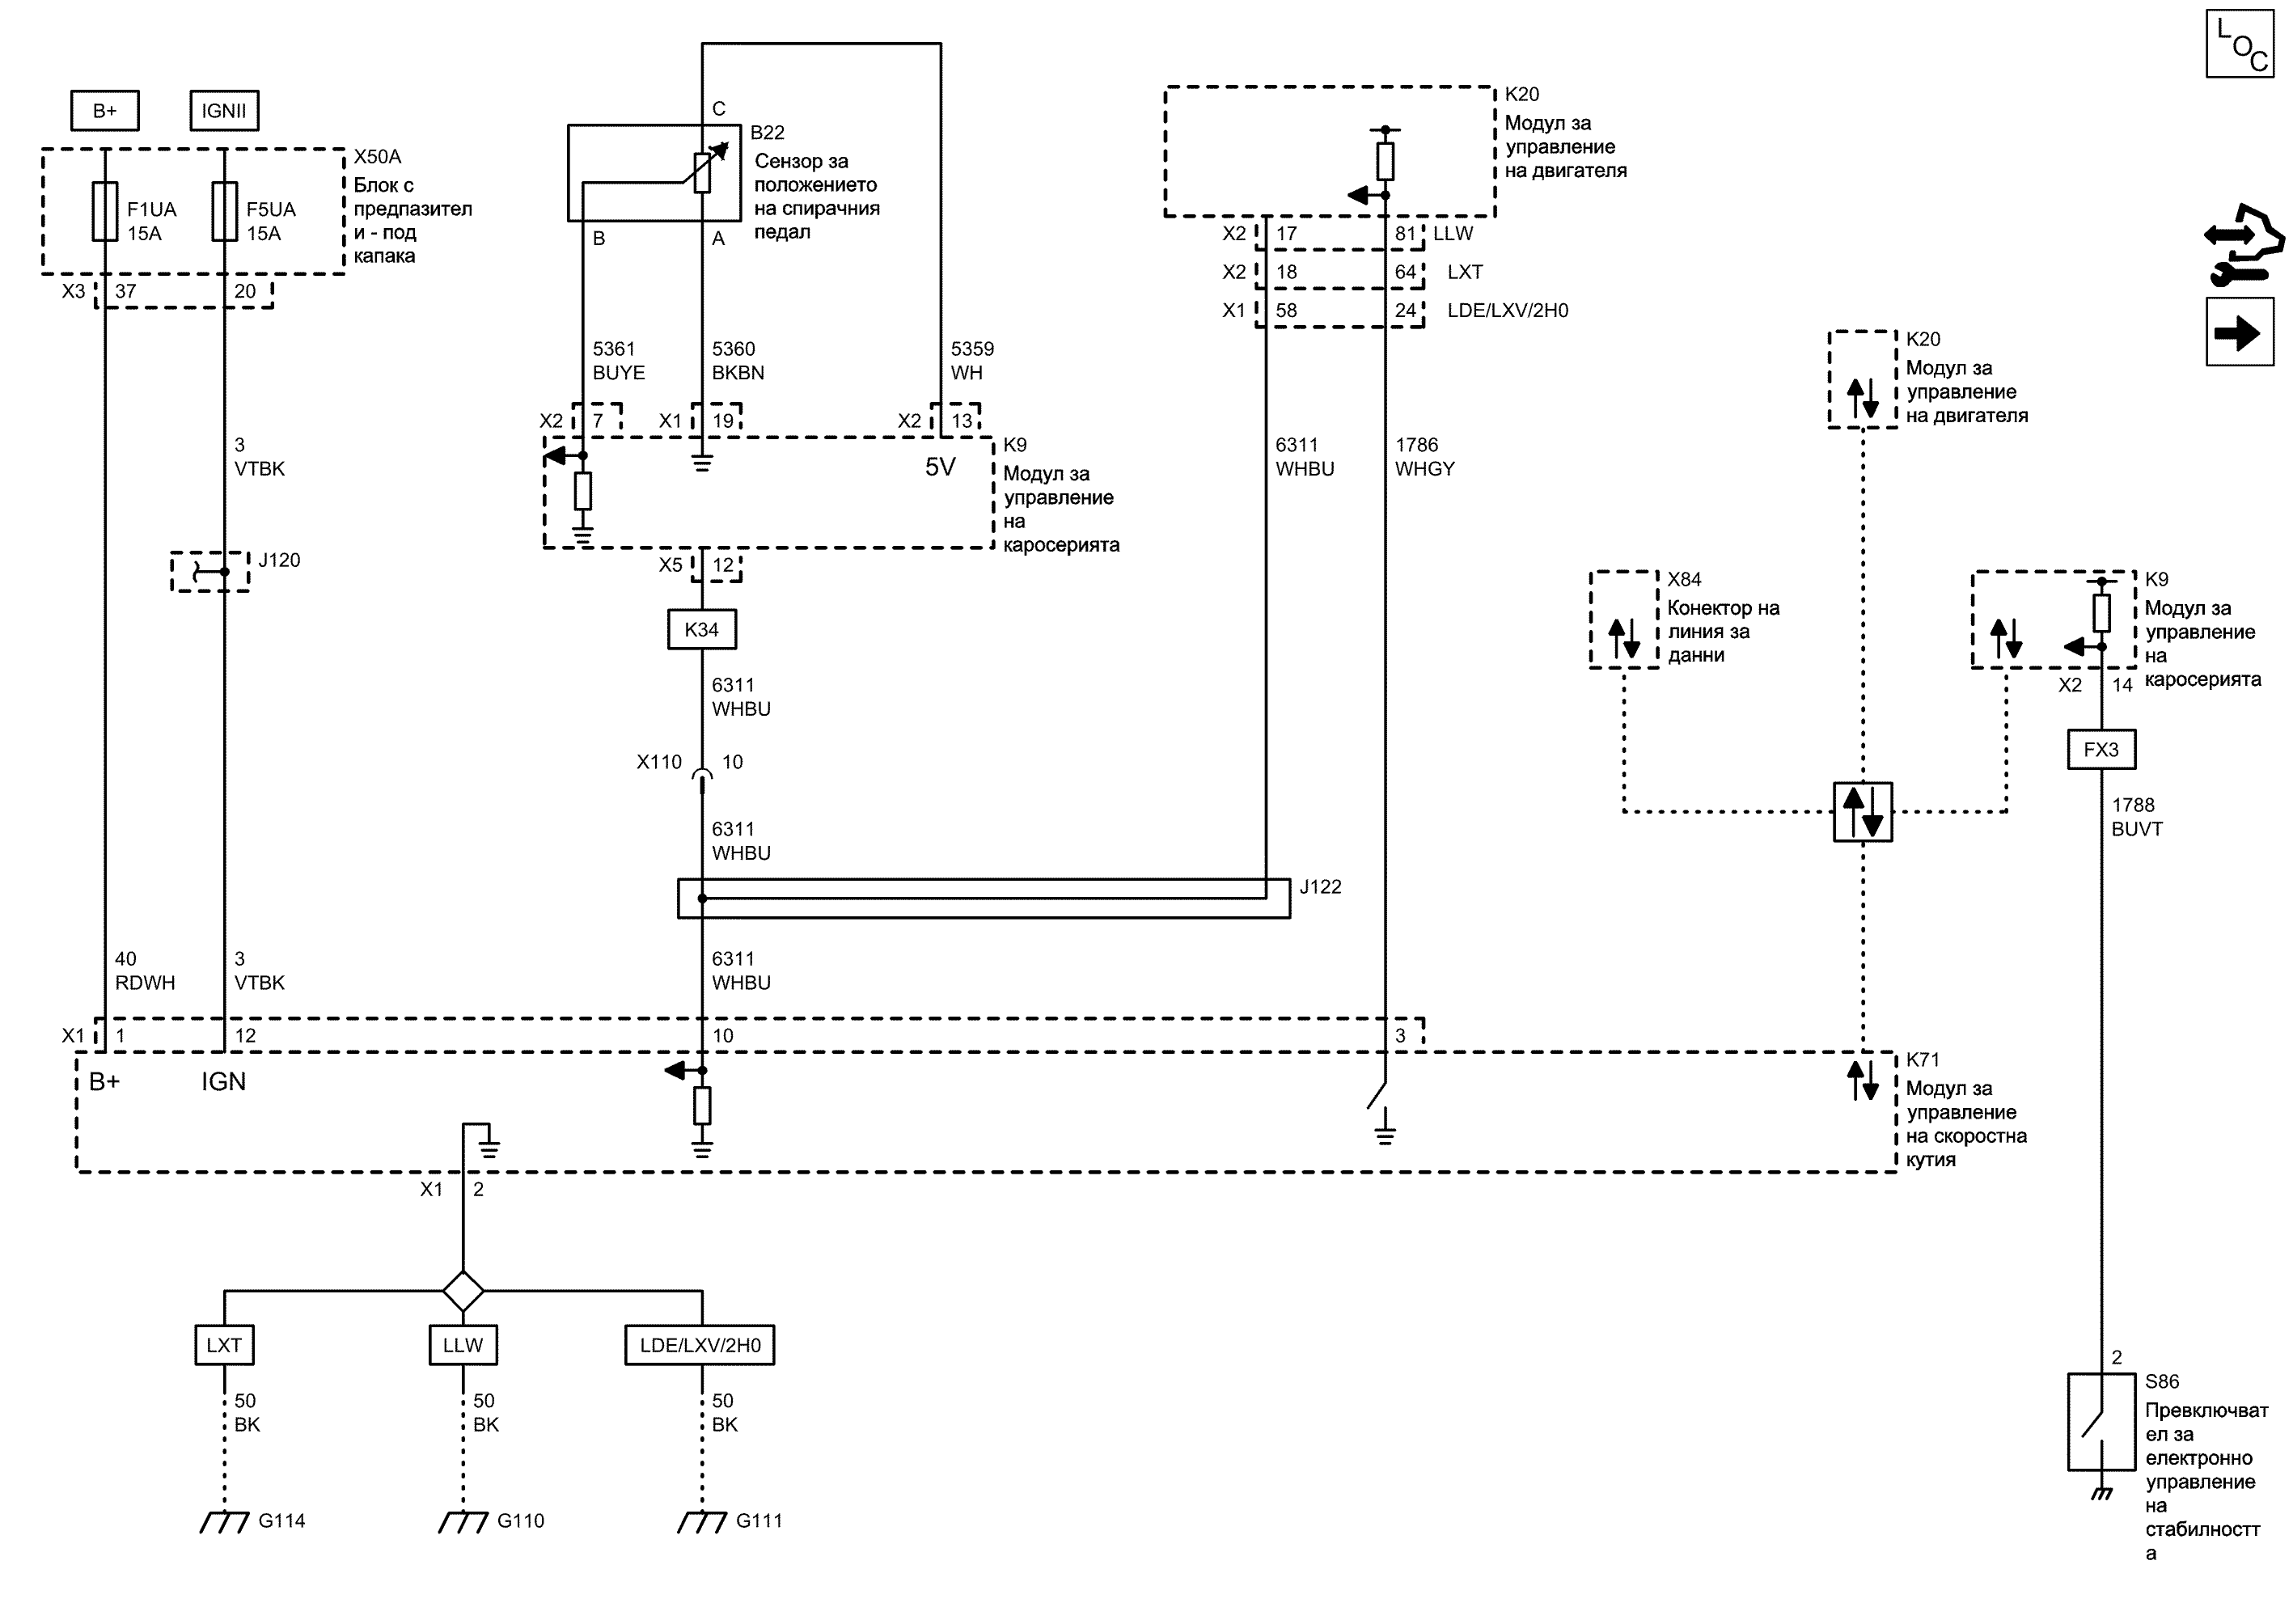 L
O
C
B+
IGNII
X50A
Блок с
предпазител
и - под
капака
F1UA
15A
F5UA
15A
X3
37
20
C
B22
Сензор за
положението
на спирачния
педал
B
A
K20
Модул за
управление
на двигателя
X2
17
81
LLW
X2
18
64
LXT
X1
58
24
LDE/LXV/2H0
5361
BUYE
5360
BKBN
5359
WH
X2
7
X1
19
X2
13
5V
K9
Модул за
управление
на
каросерията
3
VTBK
6311
WHBU
1786
WHGY
K20
Модул за
управление
на двигателя
J120
X5
12
K34
6311
WHBU
X110
10
6311
WHBU
X84
Конектор на
линия за
данни
K9
Модул за
управление
на
каросерията
X2
14
FX3
1788
BUVT
J122
40
RDWH
3
VTBK
6311
WHBU
X1
1
12
10
3
B+
IGN
K71
Модул за
управление
на скоростна
кутия
X1
2
LXT
LLW
LDE/LXV/2H0
50
BK
50
BK
50
BK
G114
G110
G111
2
S86
Превключват
ел за
електронно
управление
на
стабилностт
а